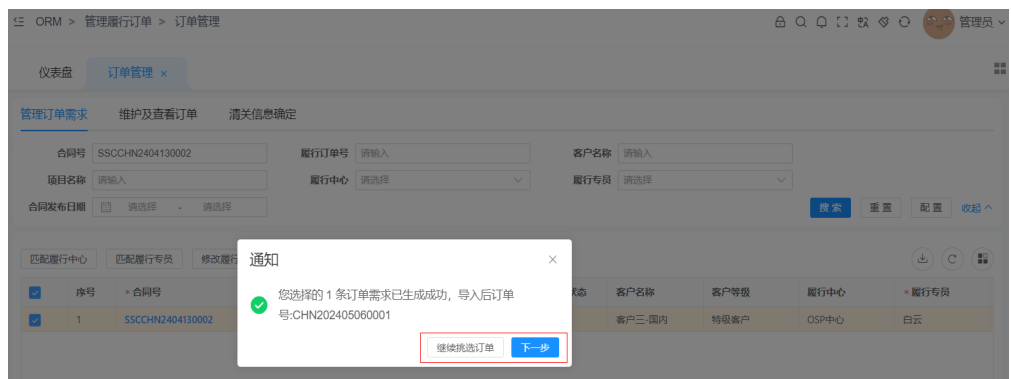 ORM > 管理履行订单 > 订单管理
管理员
仪表盘
订单管理 ×
管理订单需求 维护及查看订单 清关信息确定
合同号 SSCCHN2404130002 履行订单号 请输入 客户名称 请输入
项目名称 请输入 履行中心 请选择 履行专员 请选择
合同发布日期 请选择 - 请选择
搜索 重置 配置 收起
匹配履行中心 匹配履行专员 修改履行
通知
您选择的 1 条订单需求已生成成功，导入后订单
号:CHN202405060001
继续挑选订单 下一步
序号 *合同号 状态 客户名称 客户等级 履行中心 *履行专员
1 SSCCHN2404130002 客户三-国内 特级客户 OSP中心 白云